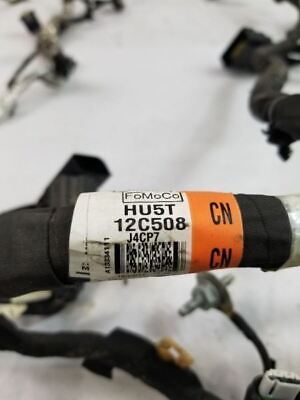 FoMoCo
HU5T
12C508
J4CP7
CN
CN